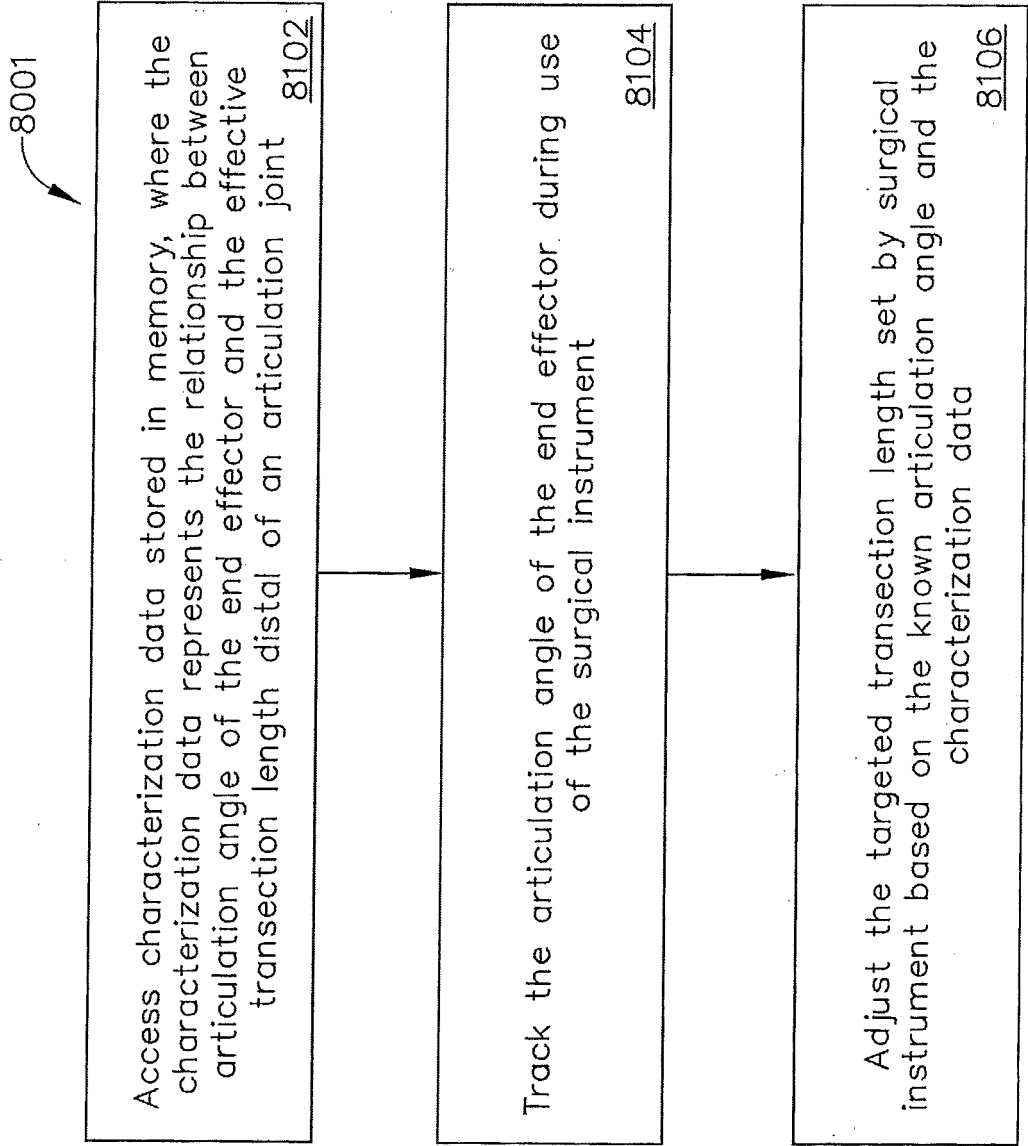 8001
Access characterization data stored in memory, where the
characterization data represents the relationship between
articulation angle of the end effector and the effective
transection length distal of an articulation joint
8102
Track the articulation angle of the end effector during use
of the surgical instrument
8104
Adjust the targeted transection length set by surgical
instrument based on the known articulation angle and the
characterization data
8106